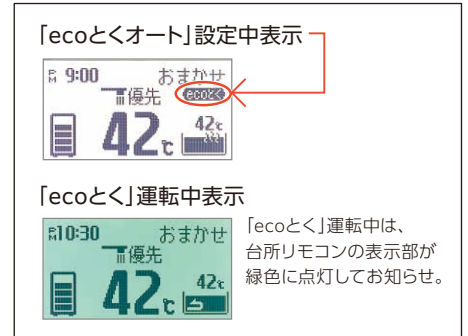 「ecoとくオート」設定中表示
PM 9:00 おまかせ
優先 ecoとく
42℃ 42℃
「ecoとく」運転中表示
PM10:30 おまかせ
優先
42℃ 42℃
「ecoとく」運転中は、
台所リモコンの表示部が
緑色に点灯してお知らせ。